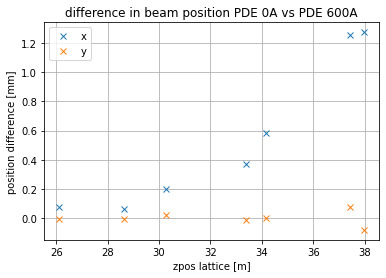 difference in beam position PDE 0A vs PDE 600A
x
y
position difference [mm]
1.2
1.0
0.8
0.6
0.4
0.2
0.0
26 28 30 32 34 36 38
zpos lattice [m]